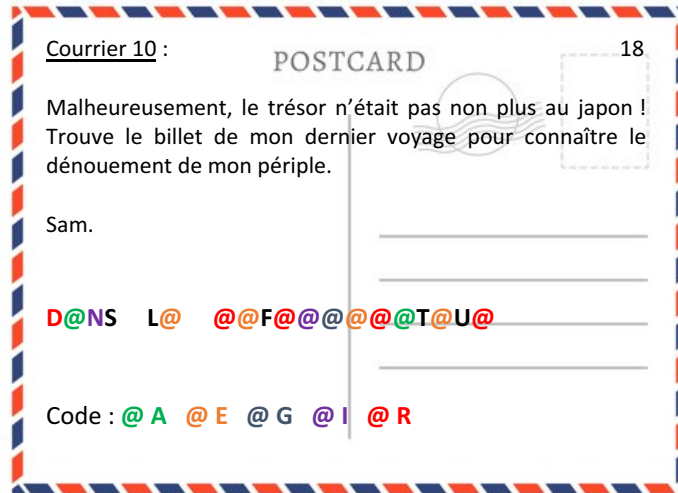 Courrier 10 : 18
POSTCARD
Malheureusement, le trésor n’était pas non plus au japon !
Trouve le billet de mon dernier voyage pour connaître le
dénouement de mon périple.
Sam.
D@NS L@ @@F@@@@@@T@U@
Code : @ A @ E @ G @ I @ R